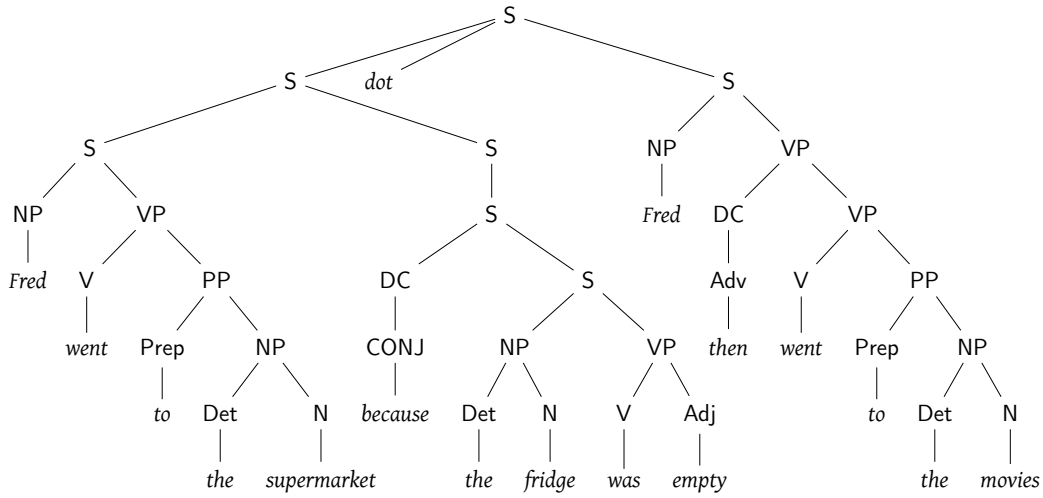 S
S dot S
S S NP VP
NP VP S Fred DC VP
Fred V PP DC S Adv V PP
went Prep NP CONJ NP VP then went Prep NP
to Det N because Det N V Adj to Det N
the supermarket the fridge was empty the movies